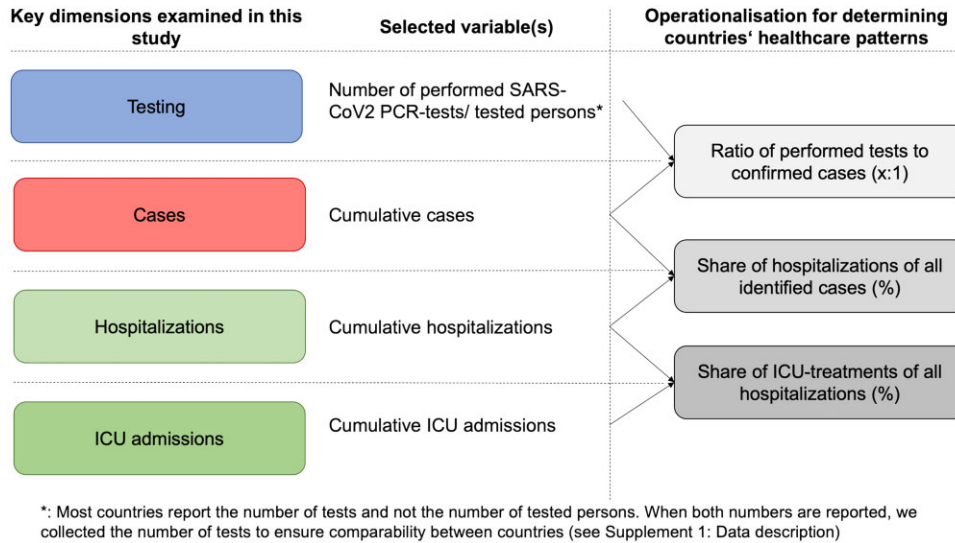 Key dimensions examined in this
study
Selected variable(s)
Operationalisation for determining
countries‘ healthcare patterns
Testing
Number of performed SARS-
CoV2 PCR-tests/ tested persons*
Ratio of performed tests to
confirmed cases (x:1)
Cases
Cumulative cases
Share of hospitalizations of all
identified cases (%)
Hospitalizations
Cumulative hospitalizations
Share of ICU-treatments of all
hospitalizations (%)
ICU admissions
Cumulative ICU admissions
*: Most countries report the number of tests and not the number of tested persons. When both numbers are reported, we
collected the number of tests to ensure comparability between countries (see Supplement 1: Data description)